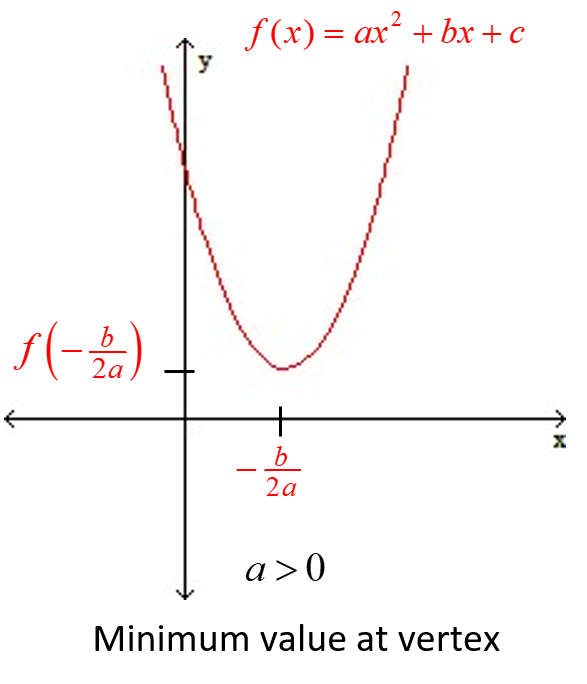 f(x) = ax² + bx + c
y
f(−b/2a)
x
−b/2a
a > 0
Minimum value at vertex